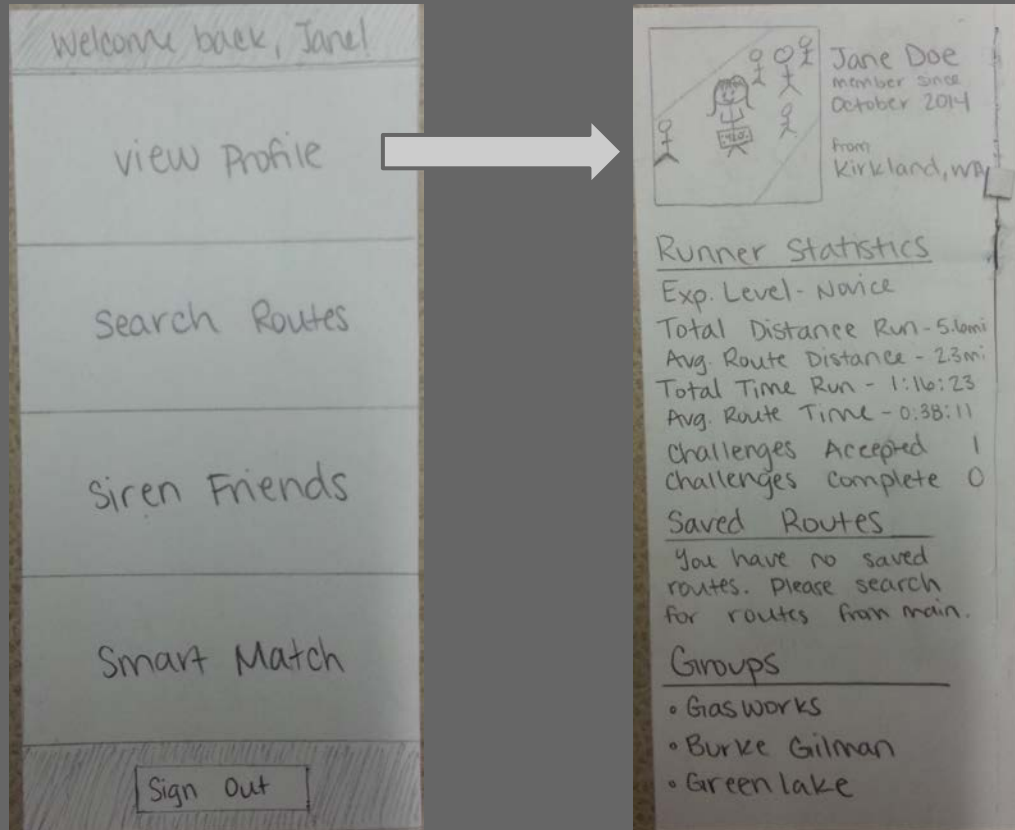 Welcome back, Jane!
View Profile
Search Routes
Siren Friends
Smart Match
Sign Out
Jane Doe
member since
October 2014
from
Kirkland, WA
Runner Statistics
Exp. Level - Novice
Total Distance Run - 5.6mi
Avg. Route Distance - 2.3mi
Total Time Run - 1:16:23
Avg. Route Time - 0:38:11
Challenges Accepted 1
Challenges Complete 0
Saved Routes
You have no saved
routes. Please search
for routes from main.
Groups
• Gasworks
• Burke Gilman
• Greenlake